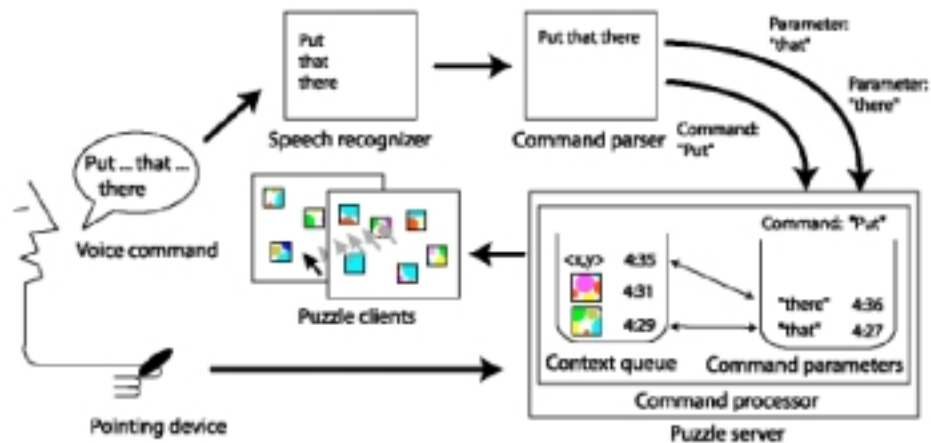 Put
that
there
Speech recognizer
Put that there
Command parser
Parameter:
"that"
Parameter:
"there"
Command:
"Put"
Put ... that ...
there
Voice command
Puzzle clients
Pointing device
Command: "Put"
<x,y> 4:35
4:31
4:29
Context queue
"there" 4:36
"that" 4:27
Command parameters
Command processor
Puzzle server